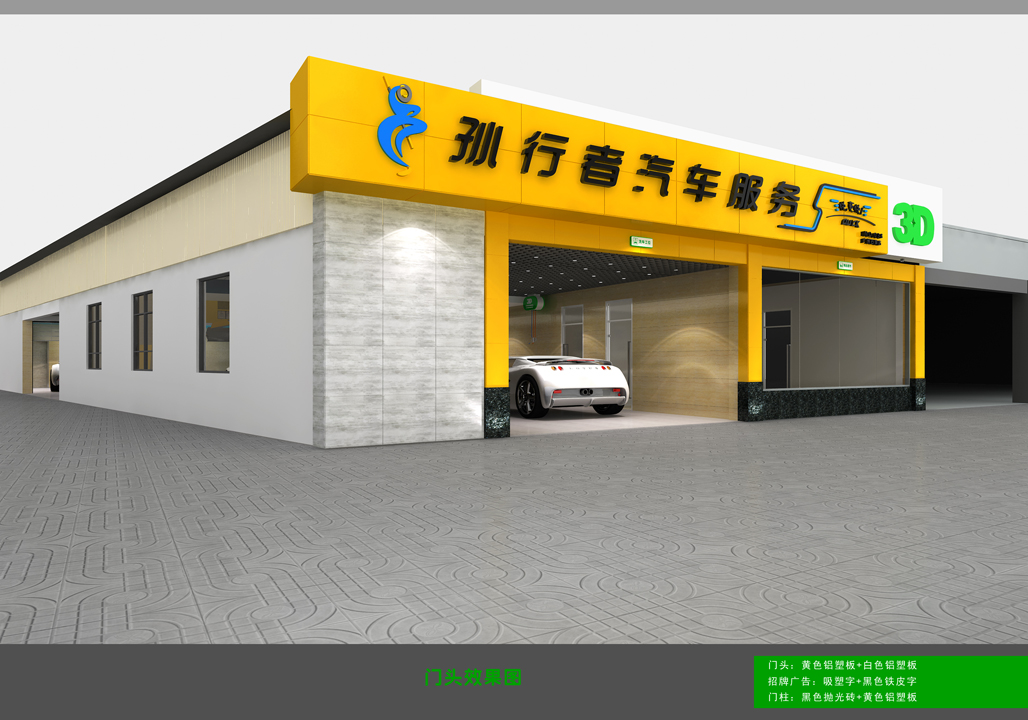 孙行者汽车服务
3D
门头效果图
门头：黄色铝塑板+白色铝塑板
招牌广告：吸塑字+黑色铁皮字
门柱：黑色抛光砖+黄色铝塑板